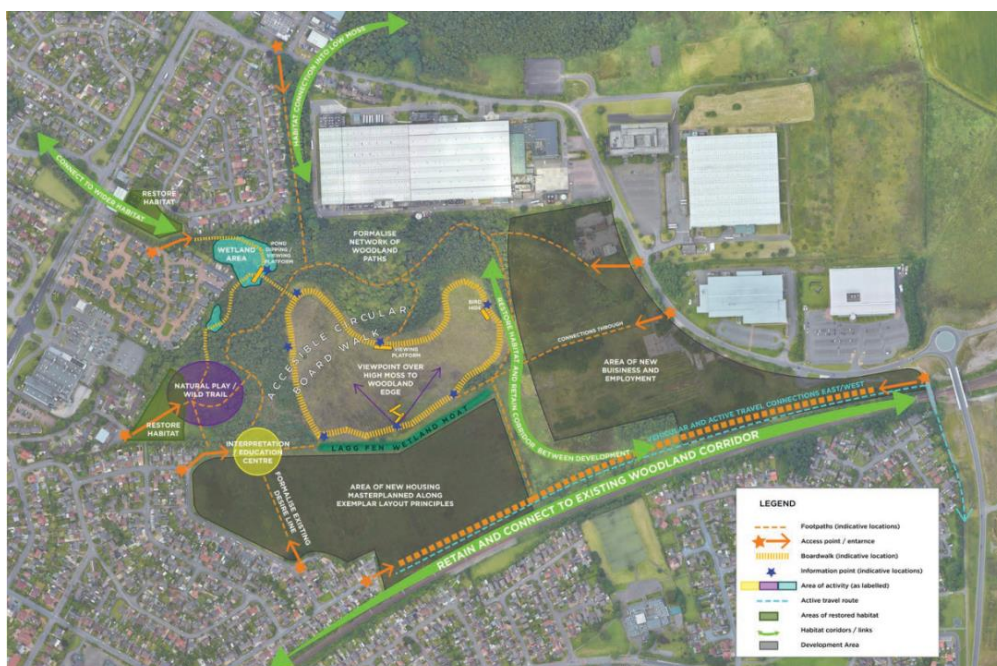 HABITAT CONNECTION INTO LOW MOSS
CONNECT TO WIDER HABITAT
RESTORE
HABITAT
WETLAND
AREA
POND
DIPPING /
VIEWING
PLATFORM
FORMALISE
NETWORK OF
WOODLAND
PATHS
ACCESIBLE CIRCULAR
BOARD WALK
BIRD
HIDE
VIEWING
PLATFORM
VIEWPOINT OVER
HIGH MOSS TO
WOODLAND
EDGE
RESTORE HABITAT AND RETAIN CORRIDOR
BETWEEN DEVELOPMENT
CONNECTIONS THROUGH
AREA OF NEW
BUISINESS AND
EMPLOYMENT
NATURAL PLAY /
WILD TRAIL
RESTORE
HABITAT
INTERPRETATION
/ EDUCATION
CENTRE
LAGG FEN WETLAND MOAT
VEHICULAR AND ACTIVE TRAVEL CONNECTIONS EAST/WEST
FORMALISE EXISTING
DESIRE LINE
AREA OF NEW HOUSING
MASTERPLANNED ALONG
EXEMPLAR LAYOUT PRINCIPLES
RETAIN AND CONNECT TO EXISTING WOODLAND CORRIDOR
LEGEND
Footpaths (indicative locations)
Access point / entarnce
Boardwalk (indicative location)
Information point (indicative locations)
Area of activity (as labelled)
Active travel route
Areas of restored habitat
Habitat coridors / links
Development Area